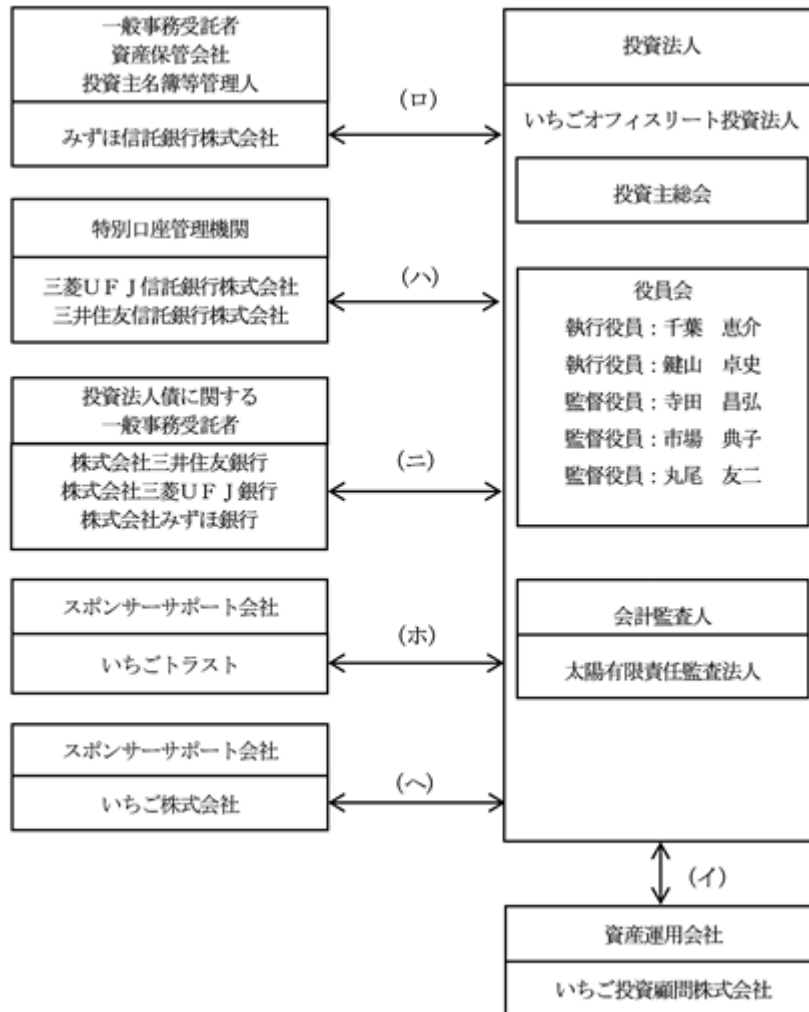 一般事務受託者
資産保管会社
投資主名簿等管理人
みずほ信託銀行株式会社
(ロ)
特別口座管理機関
三菱ＵＦＪ信託銀行株式会社
三井住友信託銀行株式会社
(ハ)
投資法人債に関する
一般事務受託者
株式会社三井住友銀行
株式会社三菱ＵＦＪ銀行
株式会社みずほ銀行
(ニ)
スポンサーサポート会社
いちごトラスト
(ホ)
スポンサーサポート会社
いちご株式会社
(ヘ)
投資法人
いちごオフィスリート投資法人
投資主総会
役員会
執行役員：千葉　恵介
執行役員：鍵山　卓史
監督役員：寺田　昌弘
監督役員：市場　典子
監督役員：丸尾　友二
会計監査人
太陽有限責任監査法人
(イ)
資産運用会社
いちご投資顧問株式会社